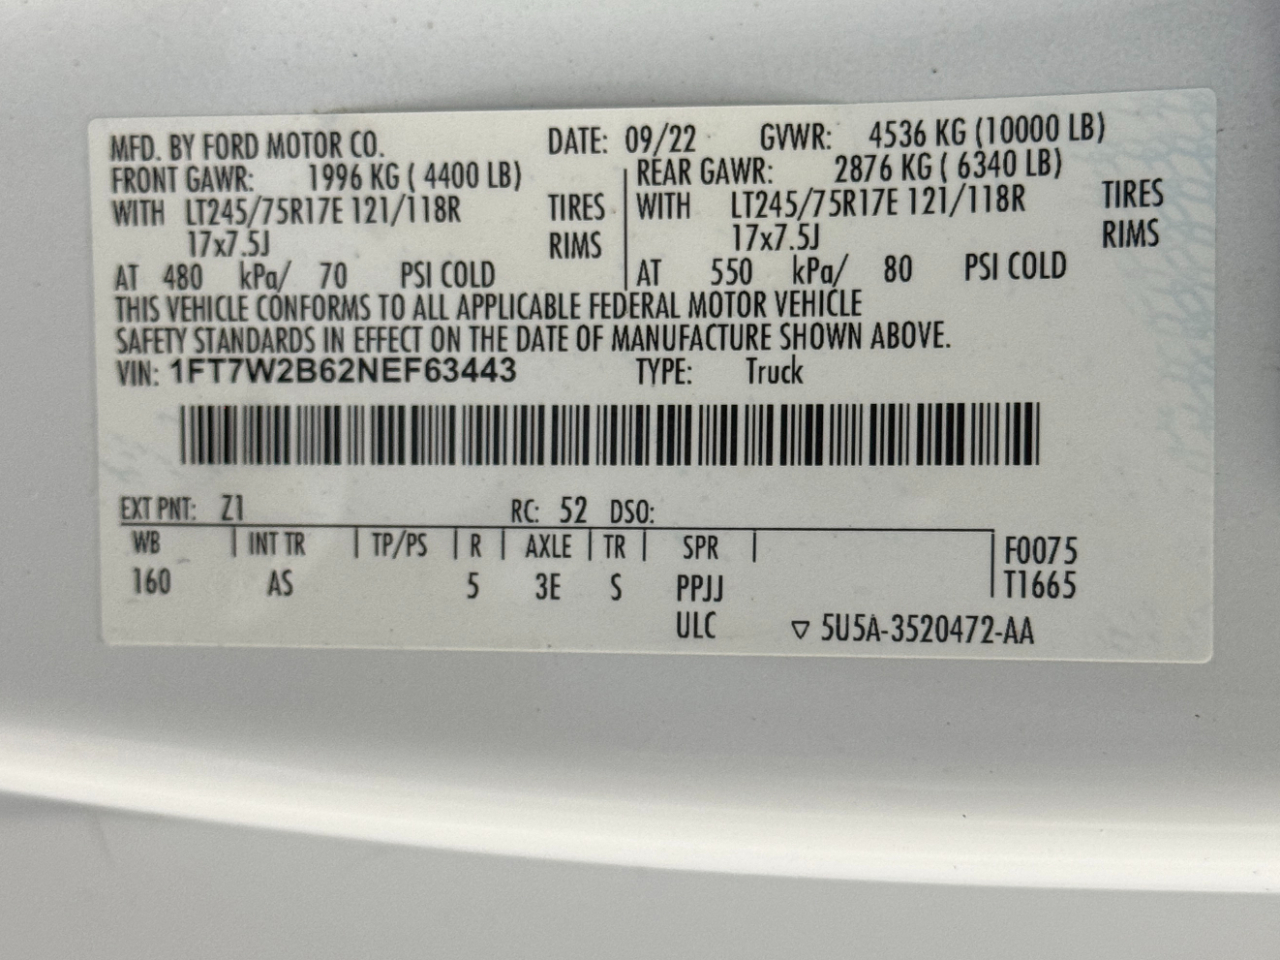 MFD. BY FORD MOTOR CO. DATE: 09/22 GVWR: 4536 KG (10000 LB)
FRONT GAWR: 1996 KG ( 4400 LB) REAR GAWR: 2876 KG ( 6340 LB)
WITH LT245/75R17E 121/118R TIRES WITH LT245/75R17E 121/118R TIRES
17x7.5J RIMS 17x7.5J RIMS
AT 480 kPa/ 70 PSI COLD AT 550 kPa/ 80 PSI COLD
THIS VEHICLE CONFORMS TO ALL APPLICABLE FEDERAL MOTOR VEHICLE
SAFETY STANDARDS IN EFFECT ON THE DATE OF MANUFACTURE SHOWN ABOVE.
VIN: 1FT7W2B62NEF63443 TYPE: Truck
EXT PNT: Z1 RC: 52 DSO:
WB INT TR TP/PS R AXLE TR SPR F0075
160 AS 5 3E S PPJJ T1665
ULC ▽ 5U5A-3520472-AA